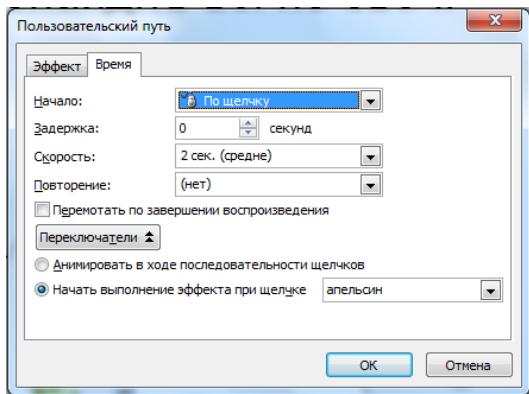 Пользовательский путь
Эффект Время
Начало: По щелчку
Задержка: 0 секунд
Скорость: 2 сек. (средне)
Повторение: (нет)
Перемотать по завершении воспроизведения
Переключатели
Анимировать в ходе последовательности щелчков
Начать выполнение эффекта при щелчке апельсин
ОК Отмена